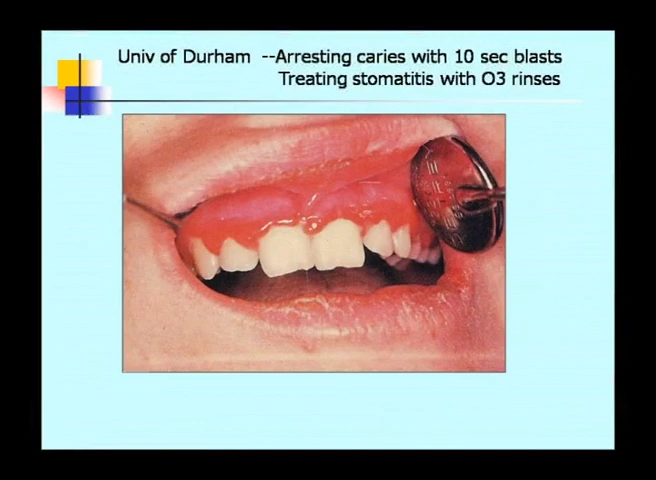 Univ of Durham --Arresting caries with 10 sec blasts
Treating stomatitis with O3 rinses